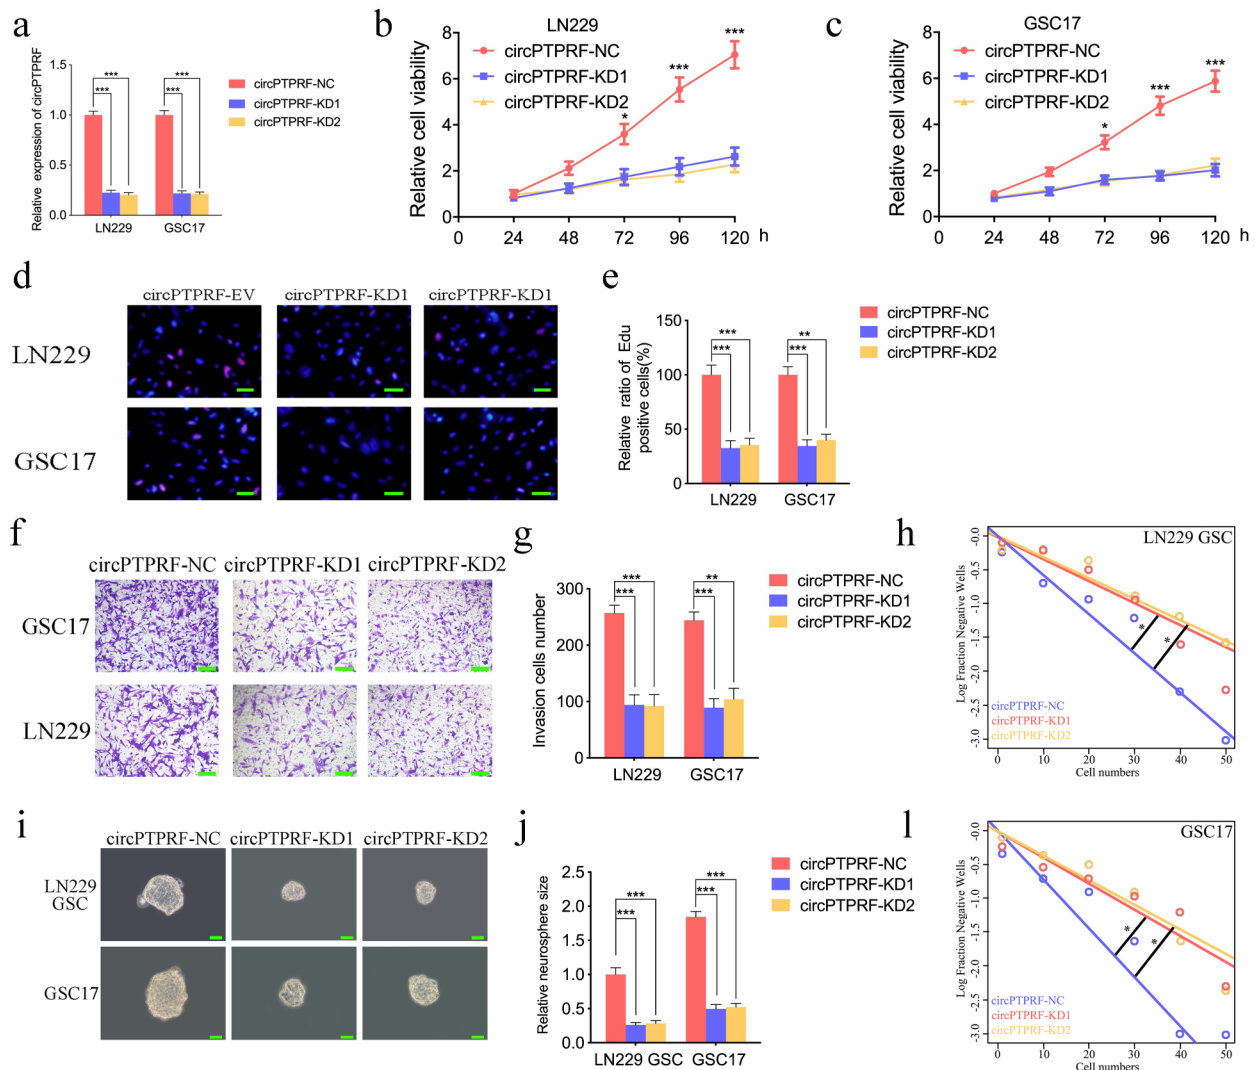 a
Relative expression of circPTPRF
1.5
1.0
0.5
0.0
***
***
***
***
LN229
GSC17
circPTPRF-NC
circPTPRF-KD1
circPTPRF-KD2
b
LN229
Relative cell viability
8
6
4
2
0
circPTPRF-NC
circPTPRF-KD1
circPTPRF-KD2
*
***
***
0 24 48 72 96 120 h
c
GSC17
Relative cell viability
8
6
4
2
0
circPTPRF-NC
circPTPRF-KD1
circPTPRF-KD2
*
***
***
0 24 48 72 96 120 h
d
circPTPRF-EV circPTPRF-KD1 circPTPRF-KD1
LN229
GSC17
e
Relative ratio of Edu
positive cells(%)
150
100
50
0
***
***
**
***
LN229
GSC17
circPTPRF-NC
circPTPRF-KD1
circPTPRF-KD2
f
circPTPRF-NC circPTPRF-KD1 circPTPRF-KD2
GSC17
LN229
g
Invasion cells number
300
200
100
0
***
***
**
***
LN229
GSC17
circPTPRF-NC
circPTPRF-KD1
circPTPRF-KD2
h
LN229 GSC
Log Fraction Negative Wells
-0.0
-0.5
-1.0
-1.5
-2.0
-2.5
-3.0
*
*
circPTPRF-NC
circPTPRF-KD1
circPTPRF-KD2
0 10 20 30 40 50
Cell numbers
i
circPTPRF-NC circPTPRF-KD1 circPTPRF-KD2
LN229
GSC
GSC17
j
Relative neurosphere size
2.5
2.0
1.5
1.0
0.5
0.0
***
***
***
***
LN229 GSC
GSC17
circPTPRF-NC
circPTPRF-KD1
circPTPRF-KD2
l
GSC17
Log Fraction Negative Wells
-0.0
-0.5
-1.0
-1.5
-2.0
-2.5
-3.0
*
*
circPTPRF-NC
circPTPRF-KD1
circPTPRF-KD2
0 10 20 30 40 50
Cell numbers